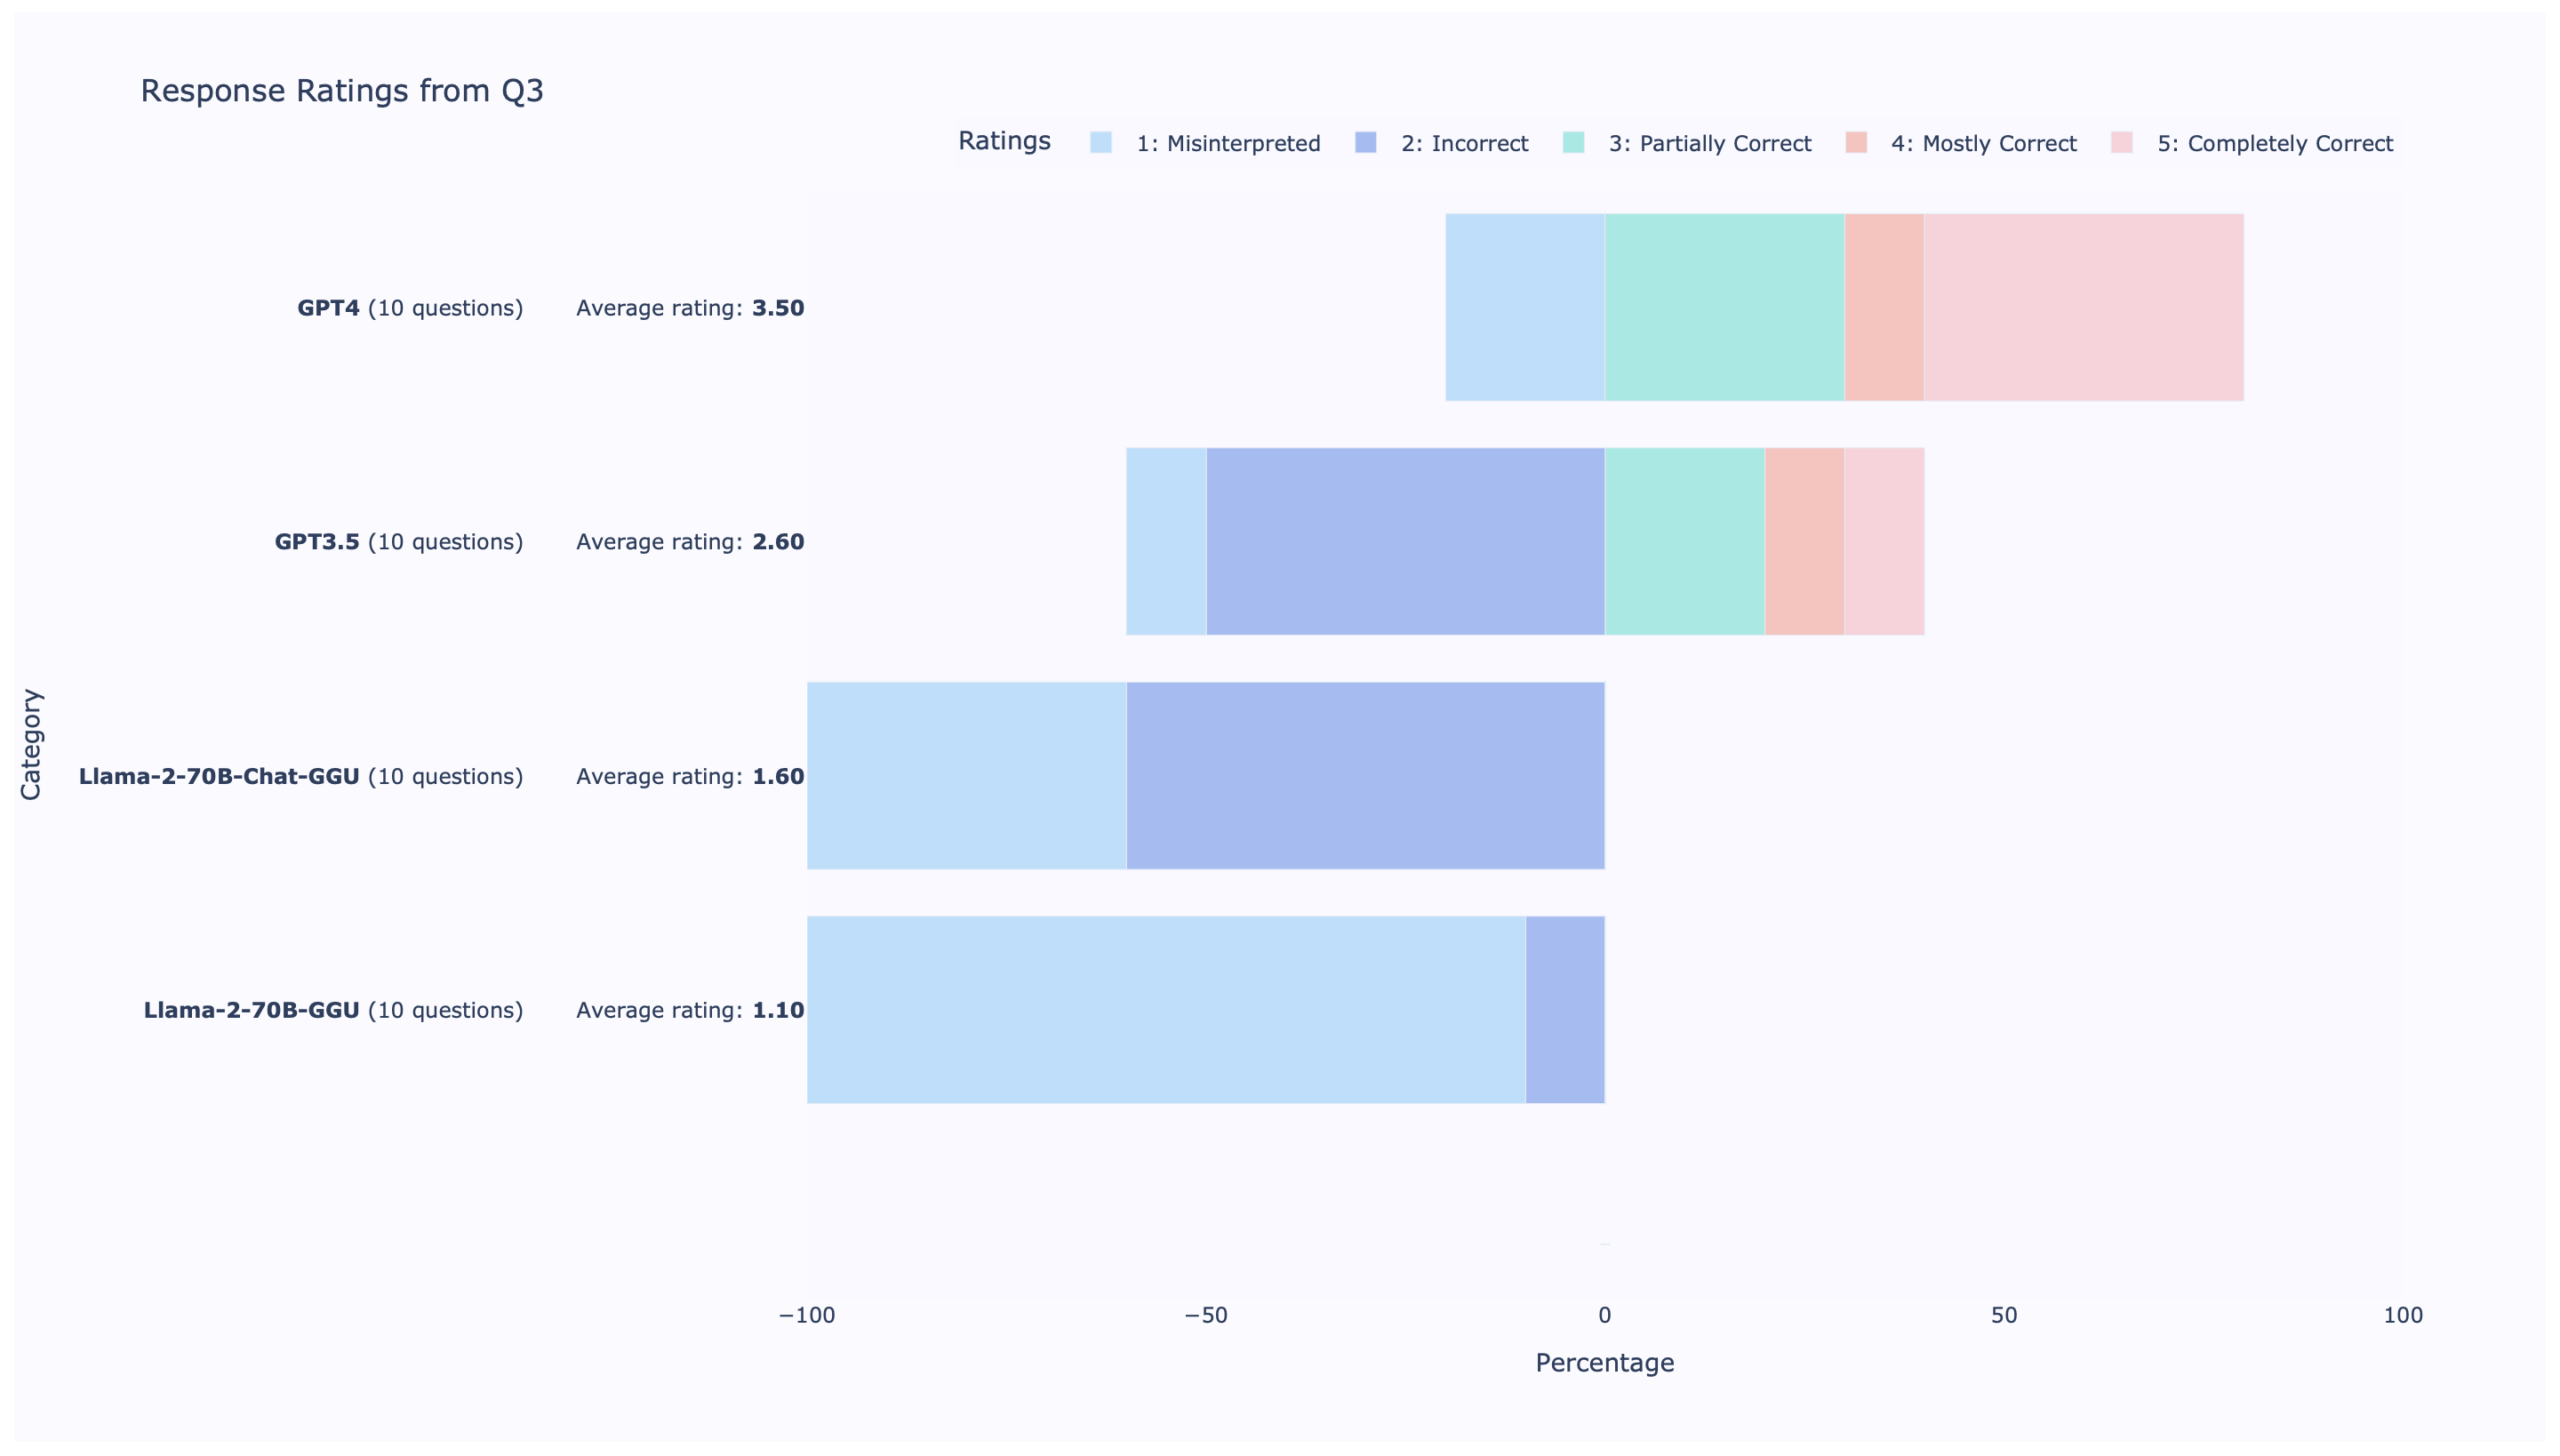 Response Ratings from Q3
Ratings 1: Misinterpreted 2: Incorrect 3: Partially Correct 4: Mostly Correct 5: Completely Correct
GPT4 (10 questions) Average rating: 3.50
GPT3.5 (10 questions) Average rating: 2.60
Category
Llama-2-70B-Chat-GGU (10 questions) Average rating: 1.60
Llama-2-70B-GGU (10 questions) Average rating: 1.10
−100 −50 0 50 100
Percentage